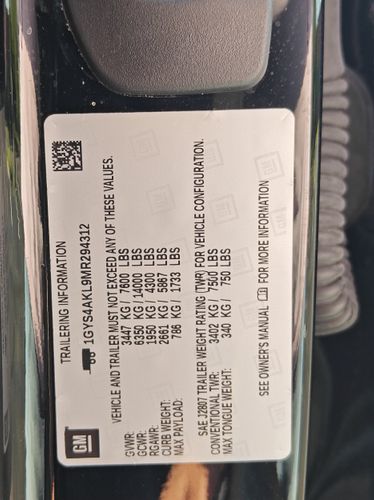 GM
TRAILERING INFORMATION
1GYS4AKL9MR294312
VEHICLE AND TRAILER MUST NOT EXCEED ANY OF THESE VALUES.
GVWR: 3447 KG / 7600 LBS
GCWR: 6350 KG / 14000 LBS
RGAWR: 1950 KG / 4300 LBS
CURB WEIGHT: 2661 KG / 5867 LBS
MAX PAYLOAD: 786 KG / 1733 LBS
SAE J2807 TRAILER WEIGHT RATING (TWR) FOR VEHICLE CONFIGURATION.
CONVENTIONAL TWR: 3402 KG / 7500 LBS
MAX TONGUE WEIGHT: 340 KG / 750 LBS
SEE OWNER'S MANUAL FOR MORE INFORMATION